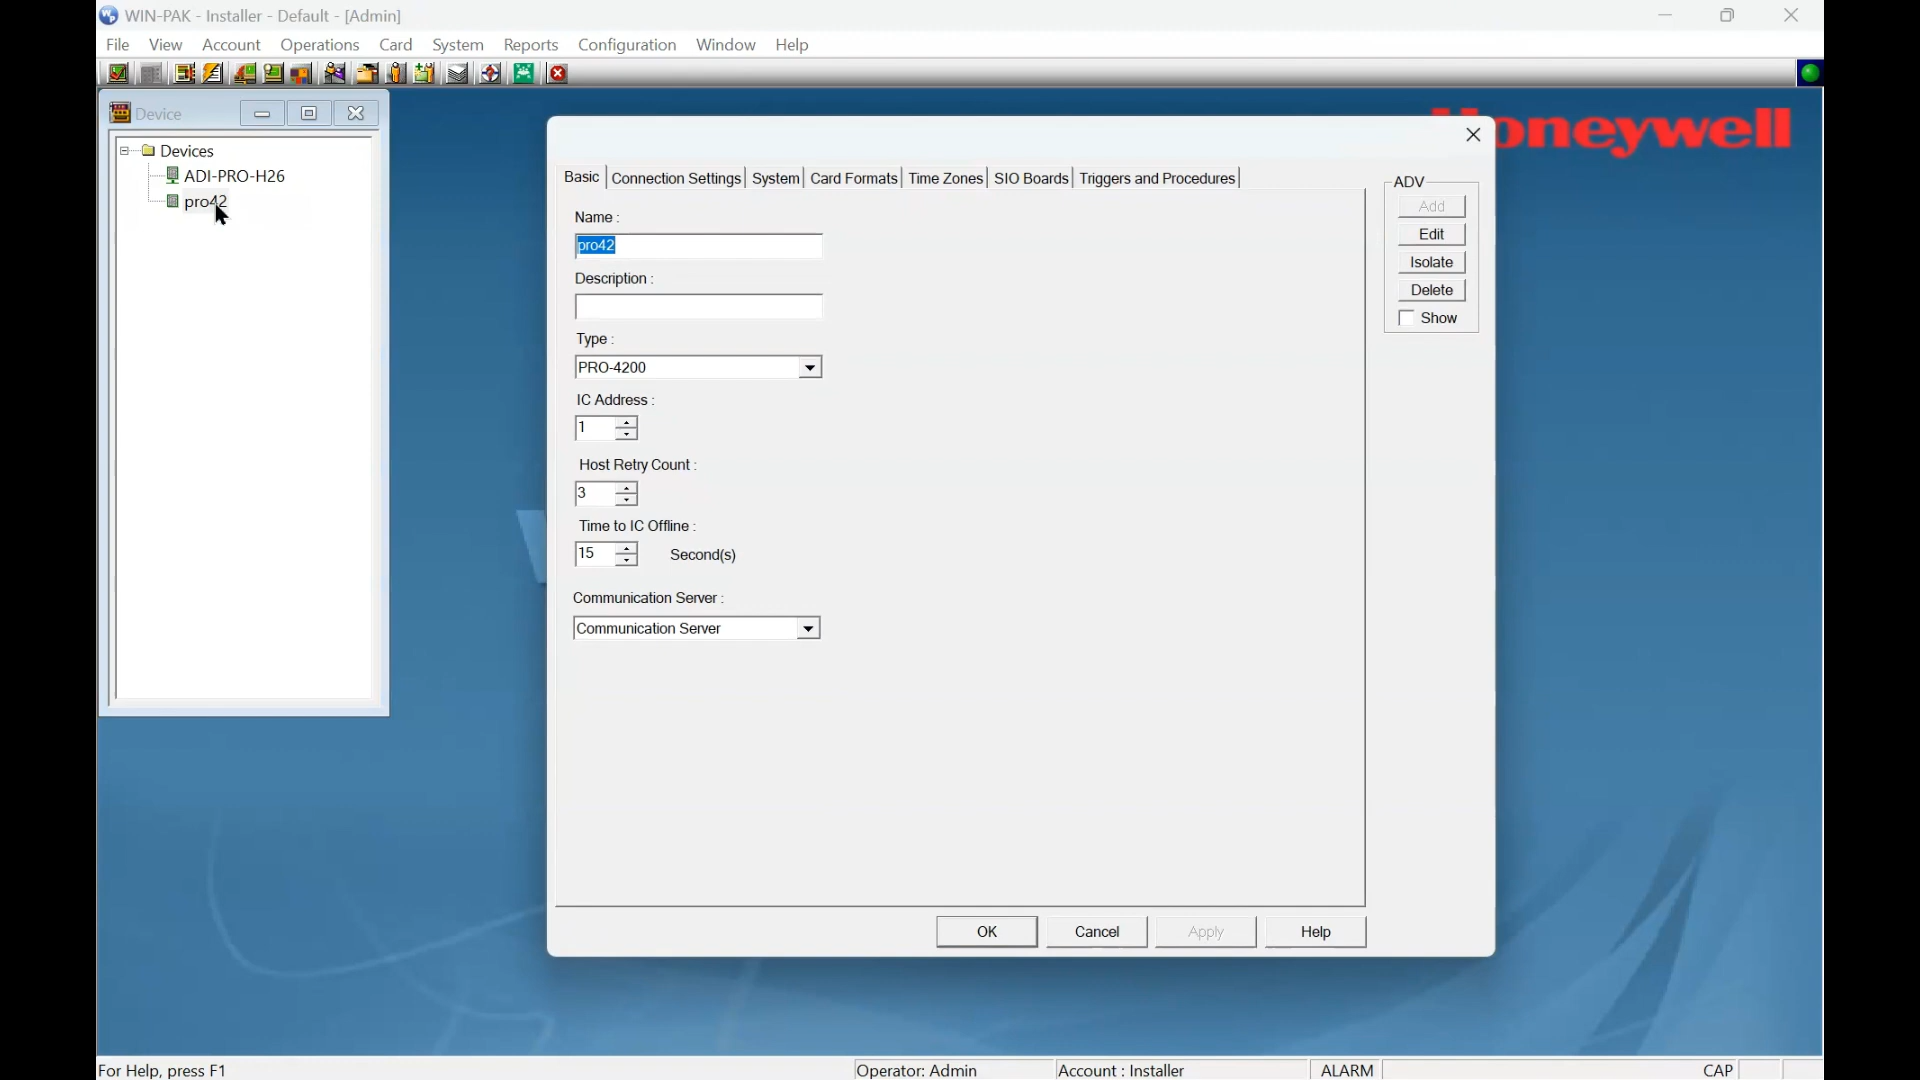 WIN-PAK - Installer - Default - [Admin]
File View Account Operations Card System Reports Configuration Window Help
Device
Devices
ADI-PRO-H26
pro42
Basic Connection Settings System Card Formats Time Zones SIO Boards Triggers and Procedures
Name :
pro42
Description :
Type :
PRO-4200
IC Address :
1
Host Retry Count :
3
Time to IC Offline :
15 Second(s)
Communication Server :
Communication Server
ADV
Add
Edit
Isolate
Delete
Show
OK Cancel Apply Help
Honeywell
For Help, press F1 Operator: Admin Account : Installer ALARM CAP